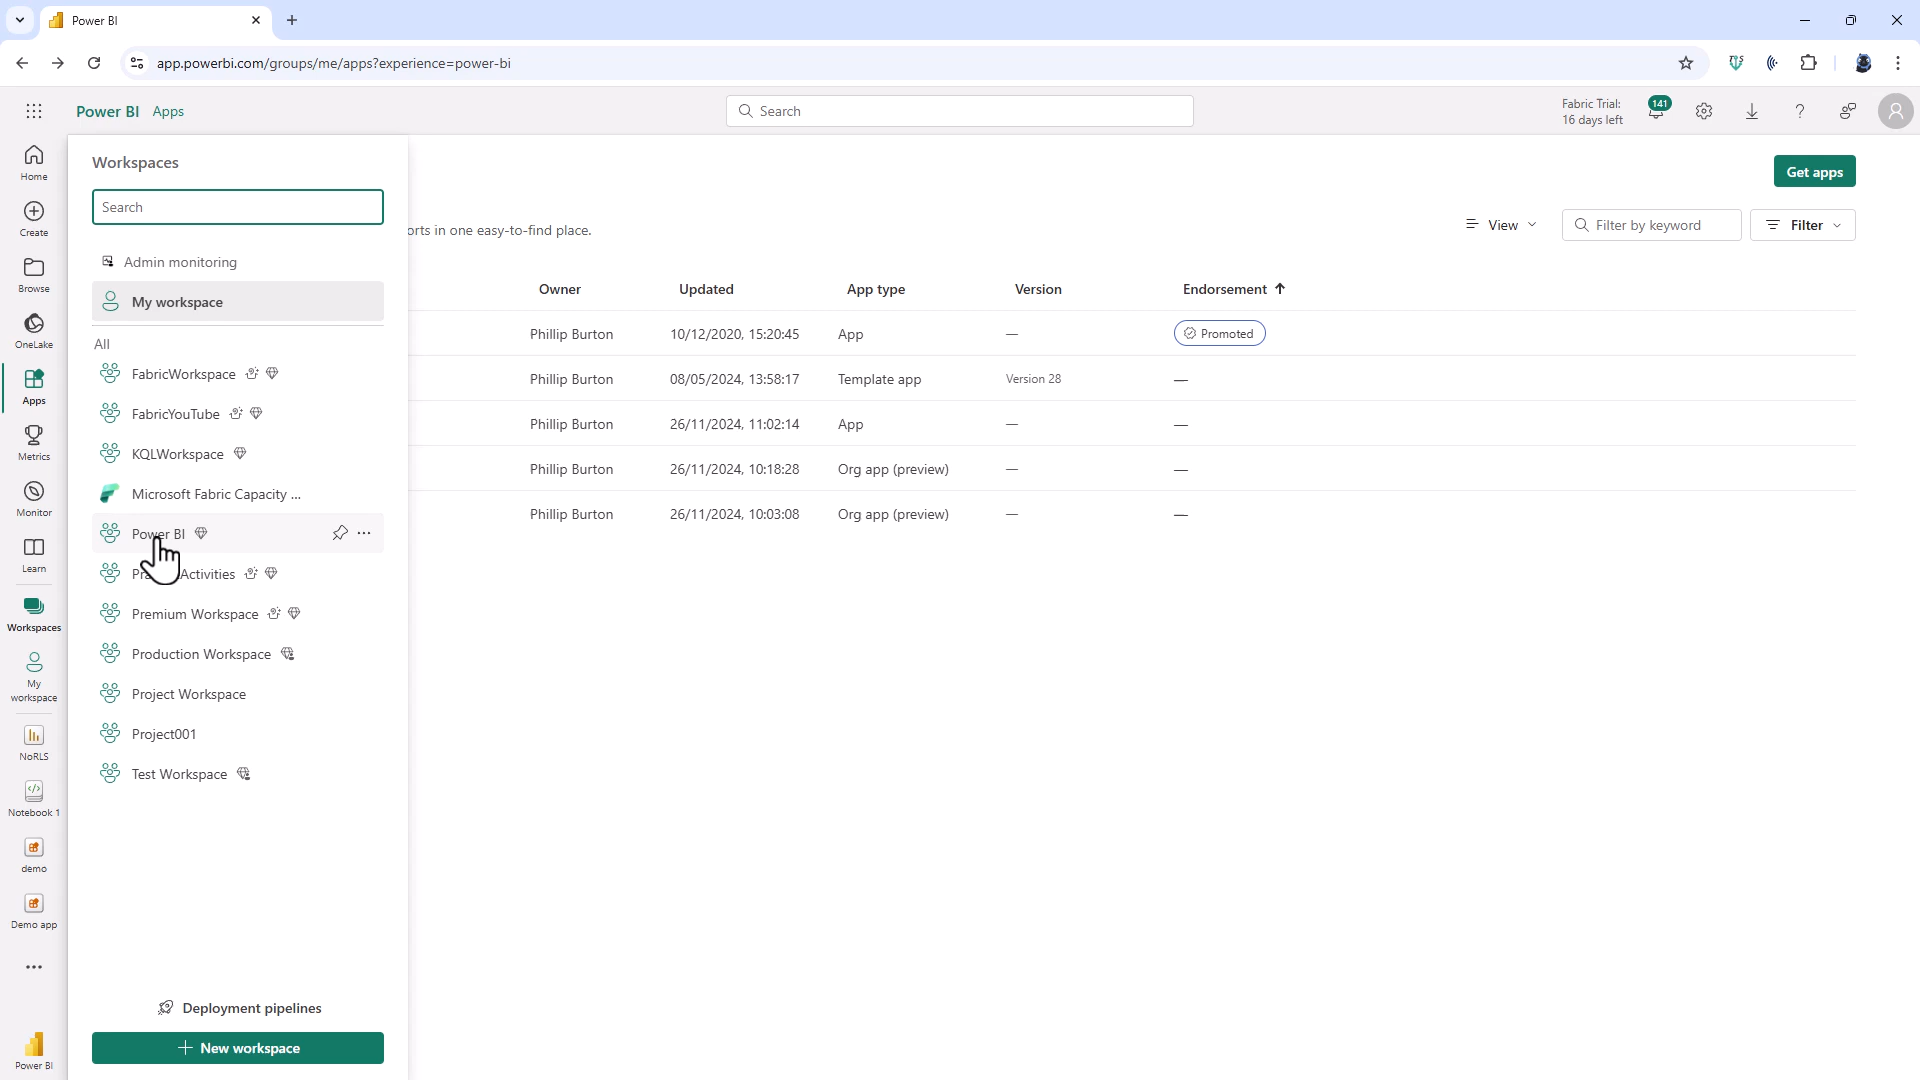 Power BI
app.powerbi.com/groups/me/apps?experience=power-bi
Power BI Apps
Search
Fabric Trial:
16 days left
141
Home
Create
Browse
OneLake
Apps
Metrics
Monitor
Learn
Workspaces
My
workspace
NoRLS
Notebook 1
demo
Demo app
Power BI
Workspaces
Search
Admin monitoring
My workspace
All
FabricWorkspace
FabricYouTube
KQLWorkspace
Microsoft Fabric Capacity ...
Power BI
Activities
Premium Workspace
Production Workspace
Project Workspace
Project001
Test Workspace
Deployment pipelines
New workspace
Get apps
orts in one easy-to-find place.
View
Filter by keyword
Filter
Owner Updated App type Version Endorsement
Phillip Burton 10/12/2020, 15:20:45 App — Promoted
Phillip Burton 08/05/2024, 13:58:17 Template app Version 28 —
Phillip Burton 26/11/2024, 11:02:14 App — —
Phillip Burton 26/11/2024, 10:18:28 Org app (preview) — —
Phillip Burton 26/11/2024, 10:03:08 Org app (preview) — —